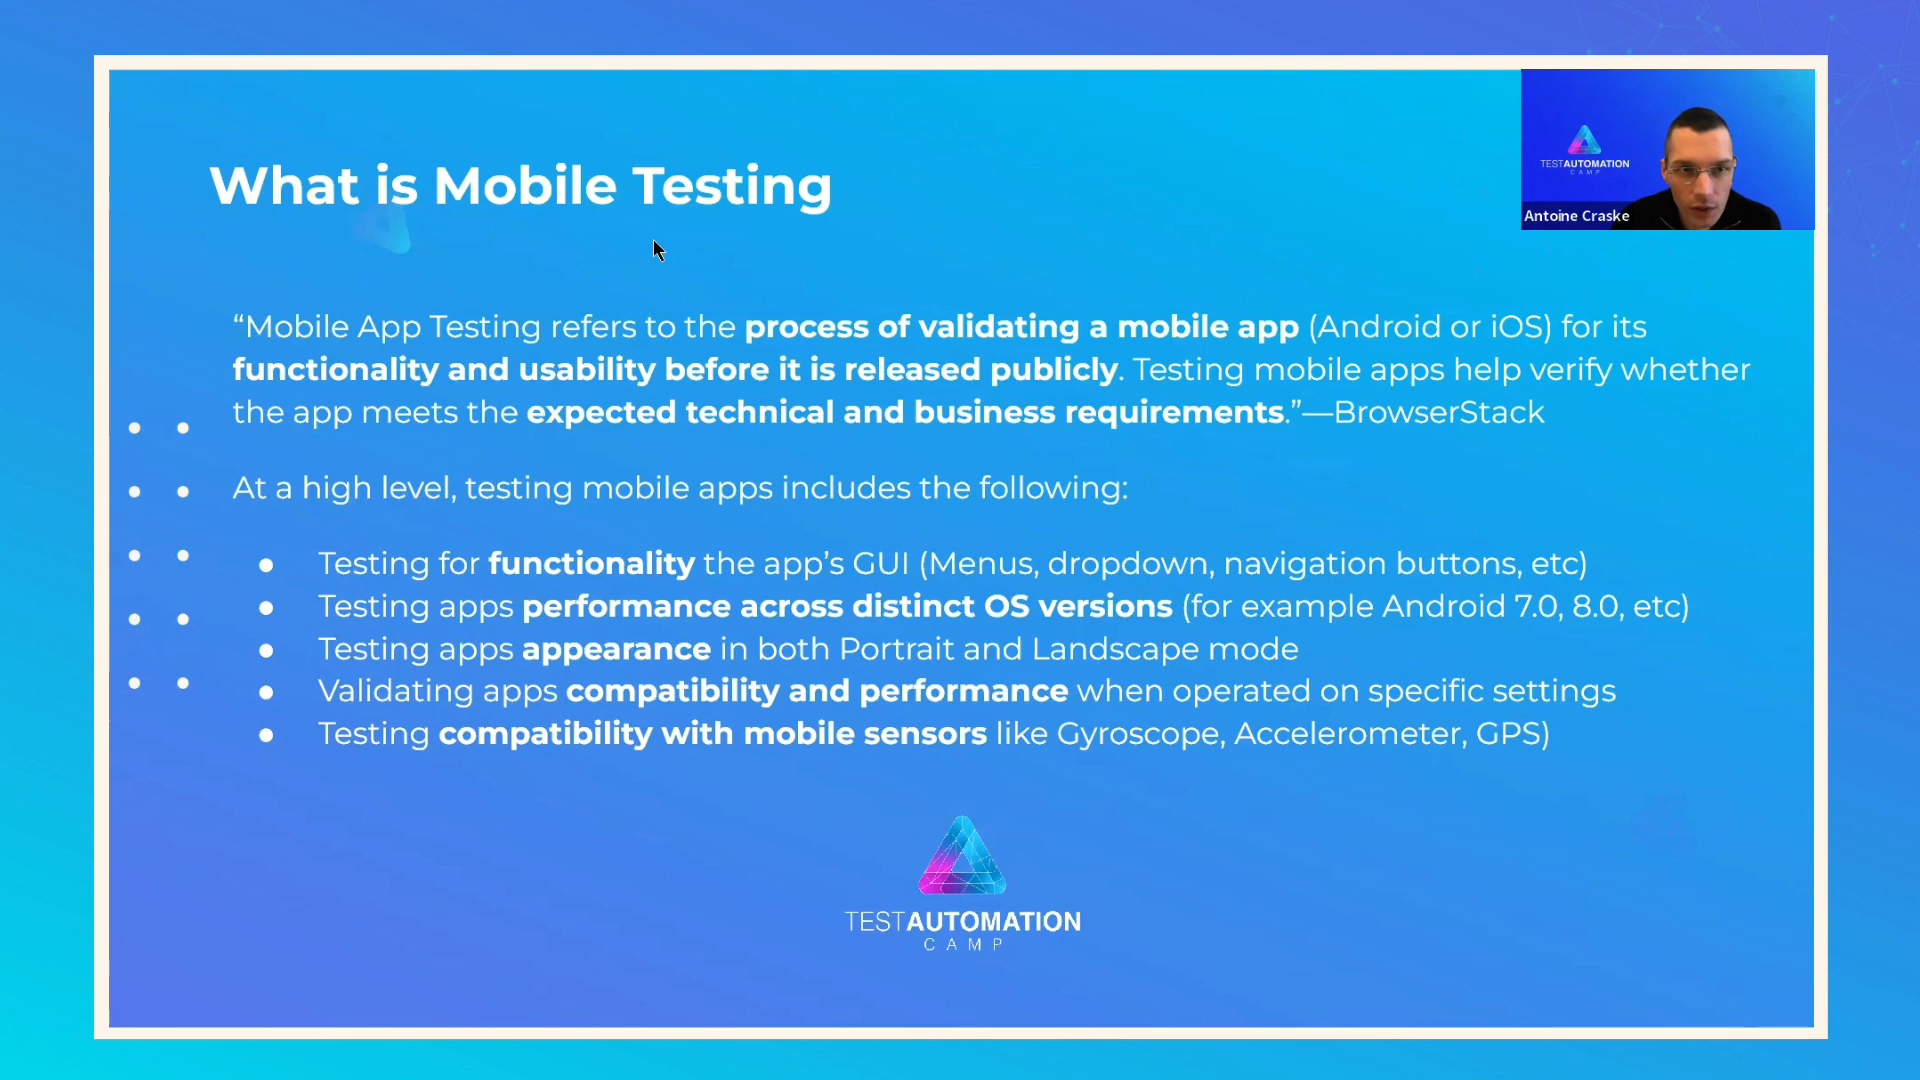 What is Mobile Testing
TESTAUTOMATION
CAMP
Antoine Craske
“Mobile App Testing refers to the process of validating a mobile app (Android or iOS) for its
functionality and usability before it is released publicly. Testing mobile apps help verify whether
the app meets the expected technical and business requirements.”—BrowserStack
At a high level, testing mobile apps includes the following:
● Testing for functionality the app’s GUI (Menus, dropdown, navigation buttons, etc)
● Testing apps performance across distinct OS versions (for example Android 7.0, 8.0, etc)
● Testing apps appearance in both Portrait and Landscape mode
● Validating apps compatibility and performance when operated on specific settings
● Testing compatibility with mobile sensors like Gyroscope, Accelerometer, GPS)
TESTAUTOMATION
CAMP